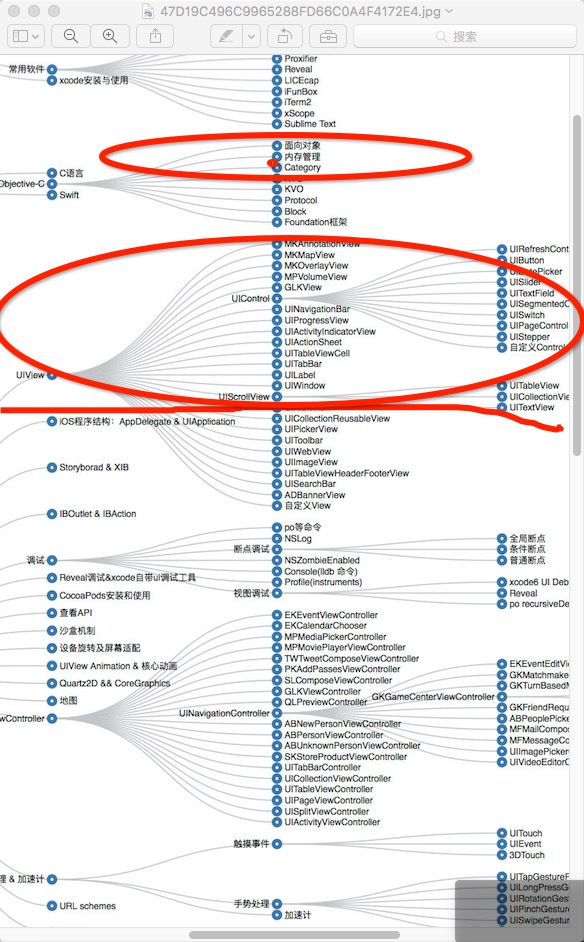 47D19C496C9965288FD66C0A4F4172E4.jpg
搜索
常用软件
xcode安装与使用
Proxifier
Reveal
LICEcap
iFunBox
iTerm2
xScope
Sublime Text
C语言
Objective-C
Swift
面向对象
内存管理
Category
KVO
Protocol
Block
Foundation框架
UIView
MKAnnotationView
MKMapView
MKOverlayView
MPVolumeView
GLKView
UIControl
UINavigationBar
UIProgressView
UIActivityIndicatorView
UIActionSheet
UITableViewCell
UITabBar
UILabel
UIWindow
UIScrollView
UICollectionReusableView
UIPickerView
UIToolbar
UIWebView
UIImageView
UITableViewHeaderFooterView
UISearchBar
ADBannerView
自定义View
UIRefreshCont
UIButton
UIDatePicker
UISlider
UITextField
UISegmentedC
UISwitch
UIPageControl
UIStepper
自定义Control
UITableView
UICollectionVie
UITextView
iOS程序结构：AppDelegate & UIApplication
Storyborad & XIB
IBOutlet & IBAction
调试
po等命令
NSLog
断点调试
NSZombieEnabled
Console(lldb 命令)
Profile(instruments)
视图调试
全局断点
条件断点
普通断点
xcode6 UI Deb
Reveal
po recursiveDe
Reveal调试&xcode自带ui调试工具
CocoaPods安装和使用
查看API
沙盒机制
设备旋转及屏幕适配
UIView Animation & 核心动画
Quartz2D && CoreGraphics
地图
wController
EKEventViewController
EKCalendarChooser
MPMediaPickerController
MPMoviePlayerViewController
TWTweetComposeViewController
PKAddPassesViewController
SLComposeViewController
GLKViewController
QLPreviewController
UINavigationController
ABNewPersonViewController
ABPersonViewController
ABUnknownPersonViewController
SKStoreProductViewController
UITabBarController
UICollectionViewController
UITableViewController
UIPageViewController
UISplitViewController
UIActivityViewController
EKEventEditVi
GKMatchmake
GKTurnBasedM
GKGameCenterViewController
GKFriendRequ
ABPeoplePicke
MFMailCompos
MFMessageCo
UIImagePicker
UIVideoEditorC
触摸事件
UITouch
UIEvent
3DTouch
理 & 加速计
手势处理
加速计
UITapGestureR
UILongPressG
UIRotationGes
UIPinchGestur
UISwipeGestur
URL schemes